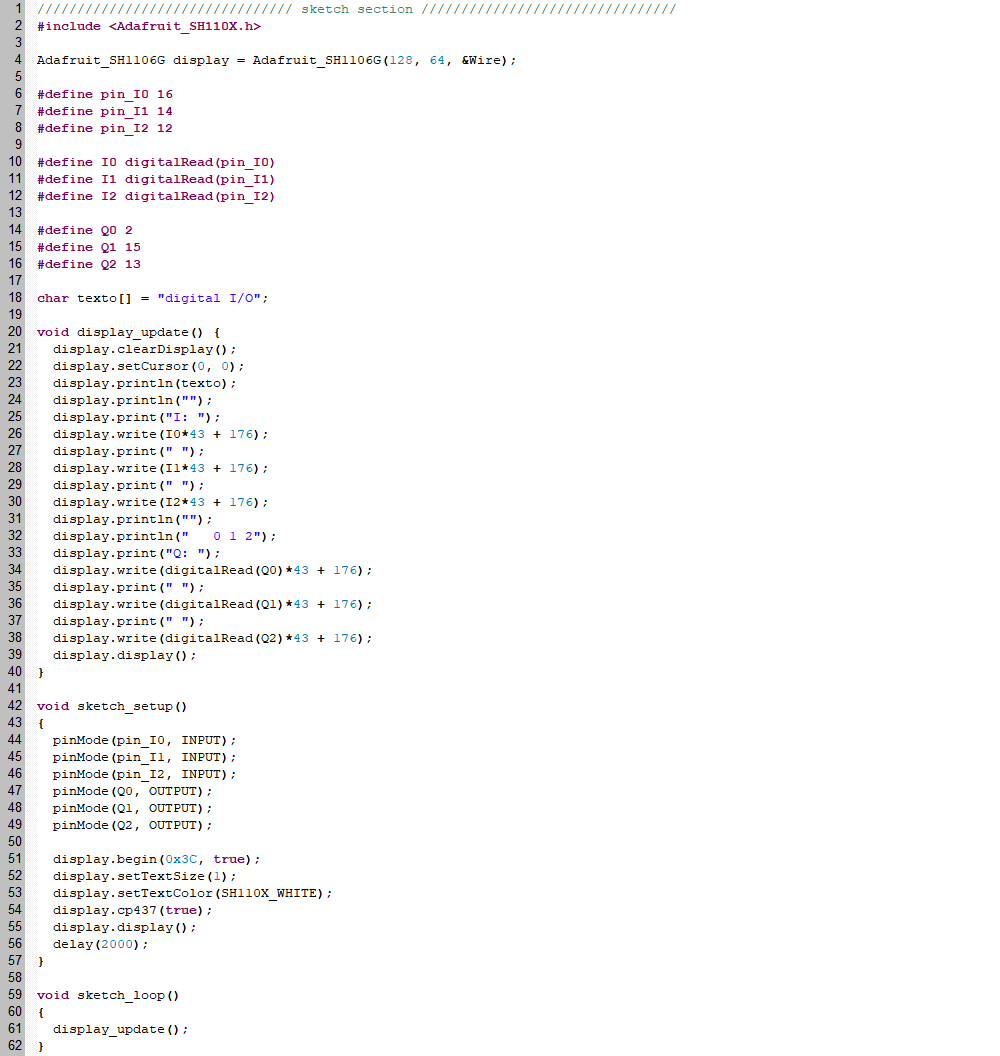 1 //////////////////////////////// sketch section ////////////////////////////////
2 #include <Adafruit_SH110X.h>
3
4 Adafruit_SH1106G display = Adafruit_SH1106G(128, 64, &Wire);
5
6 #define pin_I0 16
7 #define pin_I1 14
8 #define pin_I2 12
9
10 #define I0 digitalRead(pin_I0)
11 #define I1 digitalRead(pin_I1)
12 #define I2 digitalRead(pin_I2)
13
14 #define Q0 2
15 #define Q1 15
16 #define Q2 13
17
18 char texto[] = "digital I/O";
19
20 void display_update() {
21   display.clearDisplay();
22   display.setCursor(0, 0);
23   display.println(texto);
24   display.println("");
25   display.print("I: ");
26   display.write(I0*43 + 176);
27   display.print(" ");
28   display.write(I1*43 + 176);
29   display.print(" ");
30   display.write(I2*43 + 176);
31   display.println("");
32   display.println("   0 1 2");
33   display.print("Q: ");
34   display.write(digitalRead(Q0)*43 + 176);
35   display.print(" ");
36   display.write(digitalRead(Q1)*43 + 176);
37   display.print(" ");
38   display.write(digitalRead(Q2)*43 + 176);
39   display.display();
40 }
41
42 void sketch_setup()
43 {
44   pinMode(pin_I0, INPUT);
45   pinMode(pin_I1, INPUT);
46   pinMode(pin_I2, INPUT);
47   pinMode(Q0, OUTPUT);
48   pinMode(Q1, OUTPUT);
49   pinMode(Q2, OUTPUT);
50
51   display.begin(0x3C, true);
52   display.setTextSize(1);
53   display.setTextColor(SH110X_WHITE);
54   display.cp437(true);
55   display.display();
56   delay(2000);
57 }
58
59 void sketch_loop()
60 {
61   display_update();
62 }